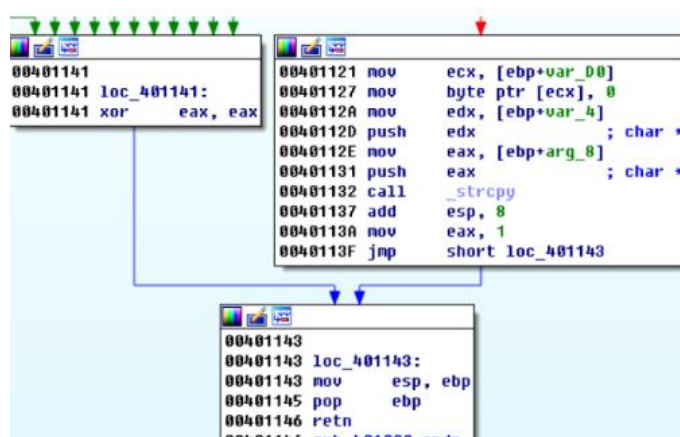 00401141
00401141 loc_401141:
00401141 xor eax, eax
00401121 mov ecx, [ebp+var_D0]
00401127 mov byte ptr [ecx], 0
0040112A mov edx, [ebp+var_4]
0040112D push edx ; char *
0040112E mov eax, [ebp+arg_8]
00401131 push eax ; char *
00401132 call _strcpy
00401137 add esp, 8
0040113A mov eax, 1
0040113F jmp short loc_401143
00401143
00401143 loc_401143:
00401143 mov esp, ebp
00401145 pop ebp
00401146 retn